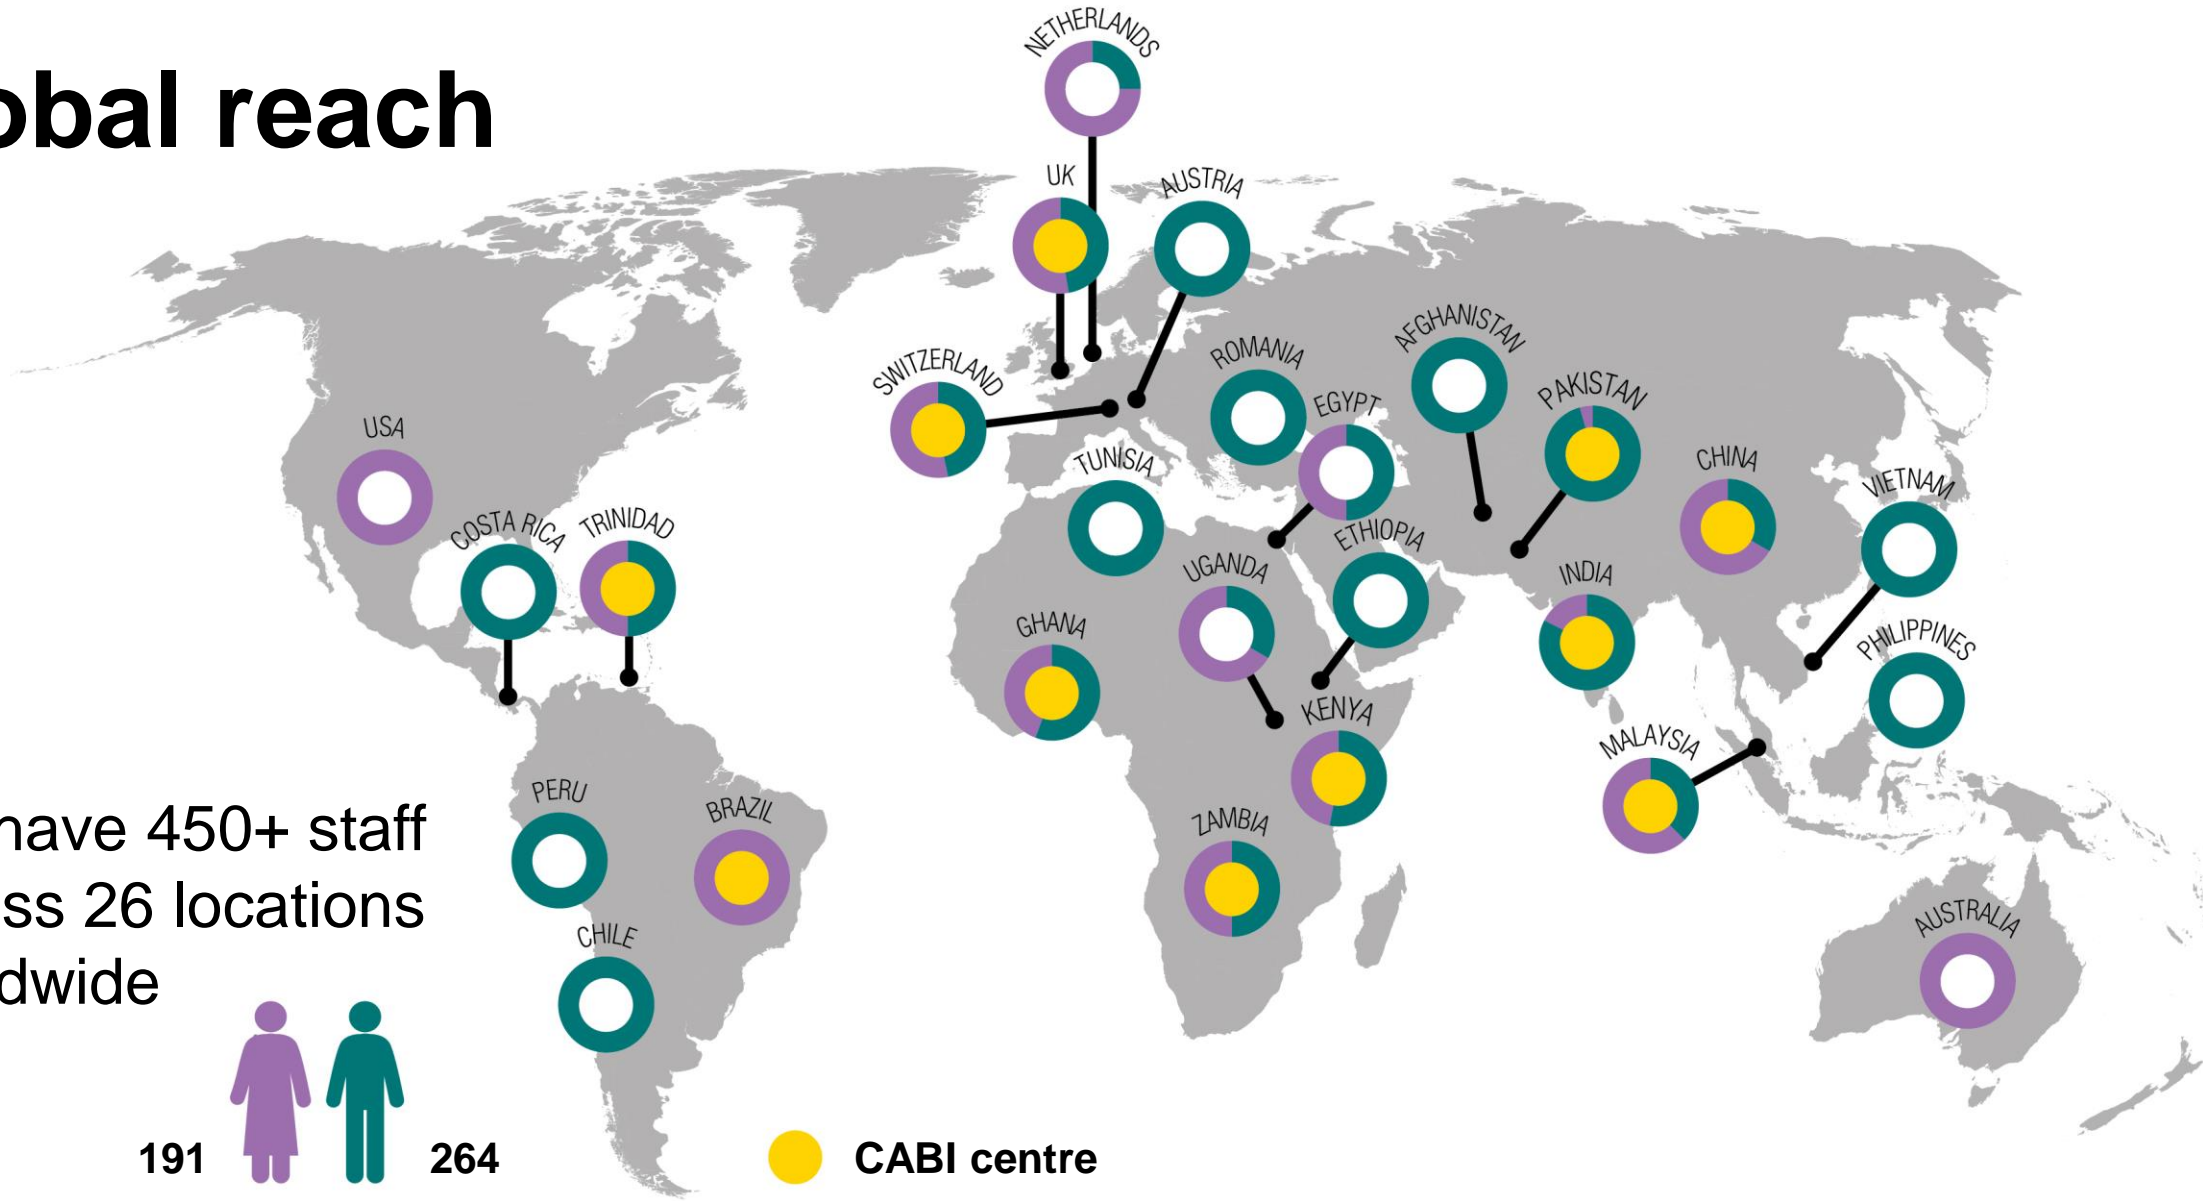 obal reach
NETHERLANDS
UK
AUSTRIA
SWITZERLAND
ROMANIA
AFGHANISTAN
EGYPT
PAKISTAN
USA
TUNISIA
CHINA
VIETNAM
COSTA RICA
TRINIDAD
ETHIOPIA
UGANDA
INDIA
GHANA
PHILIPPINES
KENYA
MALAYSIA
PERU
BRAZIL
ZAMBIA
have 450+ staff
ss 26 locations
dwide
CHILE
AUSTRALIA
191
264
CABI centre